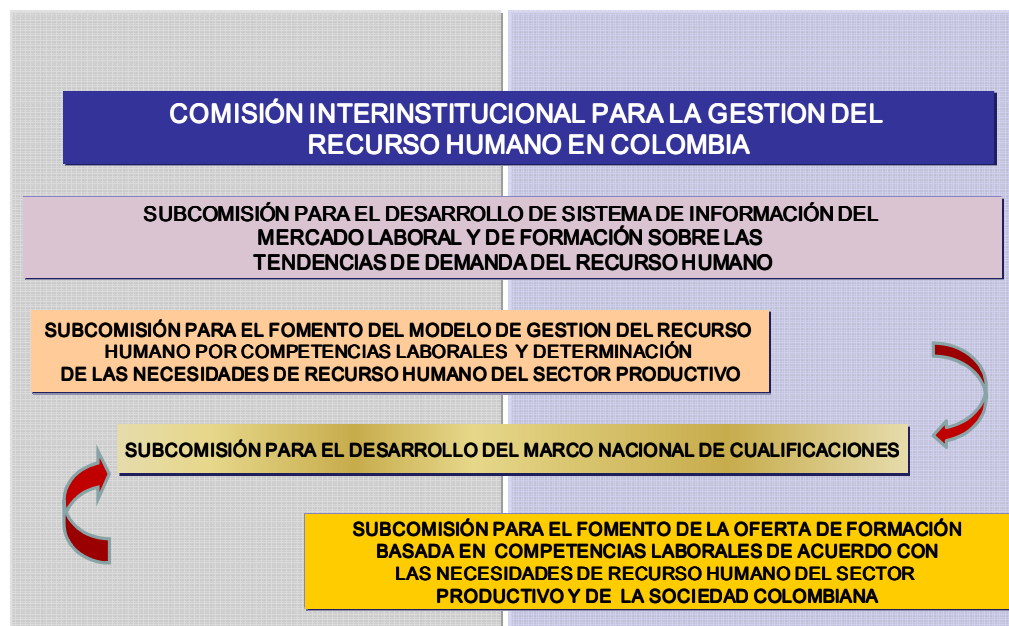 COMISIÓN INTERINSTITUCIONAL PARA LA GESTION DEL
RECURSO HUMANO EN COLOMBIA
SUBCOMISIÓN PARA EL DESARROLLO DE SISTEMA DE INFORMACIÓN DEL
MERCADO LABORAL Y DE FORMACIÓN SOBRE LAS
TENDENCIAS DE DEMANDA DEL RECURSO HUMANO
SUBCOMISIÓN PARA EL FOMENTO DEL MODELO DE GESTION DEL RECURSO
HUMANO POR COMPETENCIAS LABORALES Y DETERMINACIÓN
DE LAS NECESIDADES DE RECURSO HUMANO DEL SECTOR PRODUCTIVO
SUBCOMISIÓN PARA EL DESARROLLO DEL MARCO NACIONAL DE CUALIFICACIONES
SUBCOMISIÓN PARA EL FOMENTO DE LA OFERTA DE FORMACIÓN
BASADA EN COMPETENCIAS LABORALES DE ACUERDO CON
LAS NECESIDADES DE RECURSO HUMANO DEL SECTOR
PRODUCTIVO Y DE LA SOCIEDAD COLOMBIANA